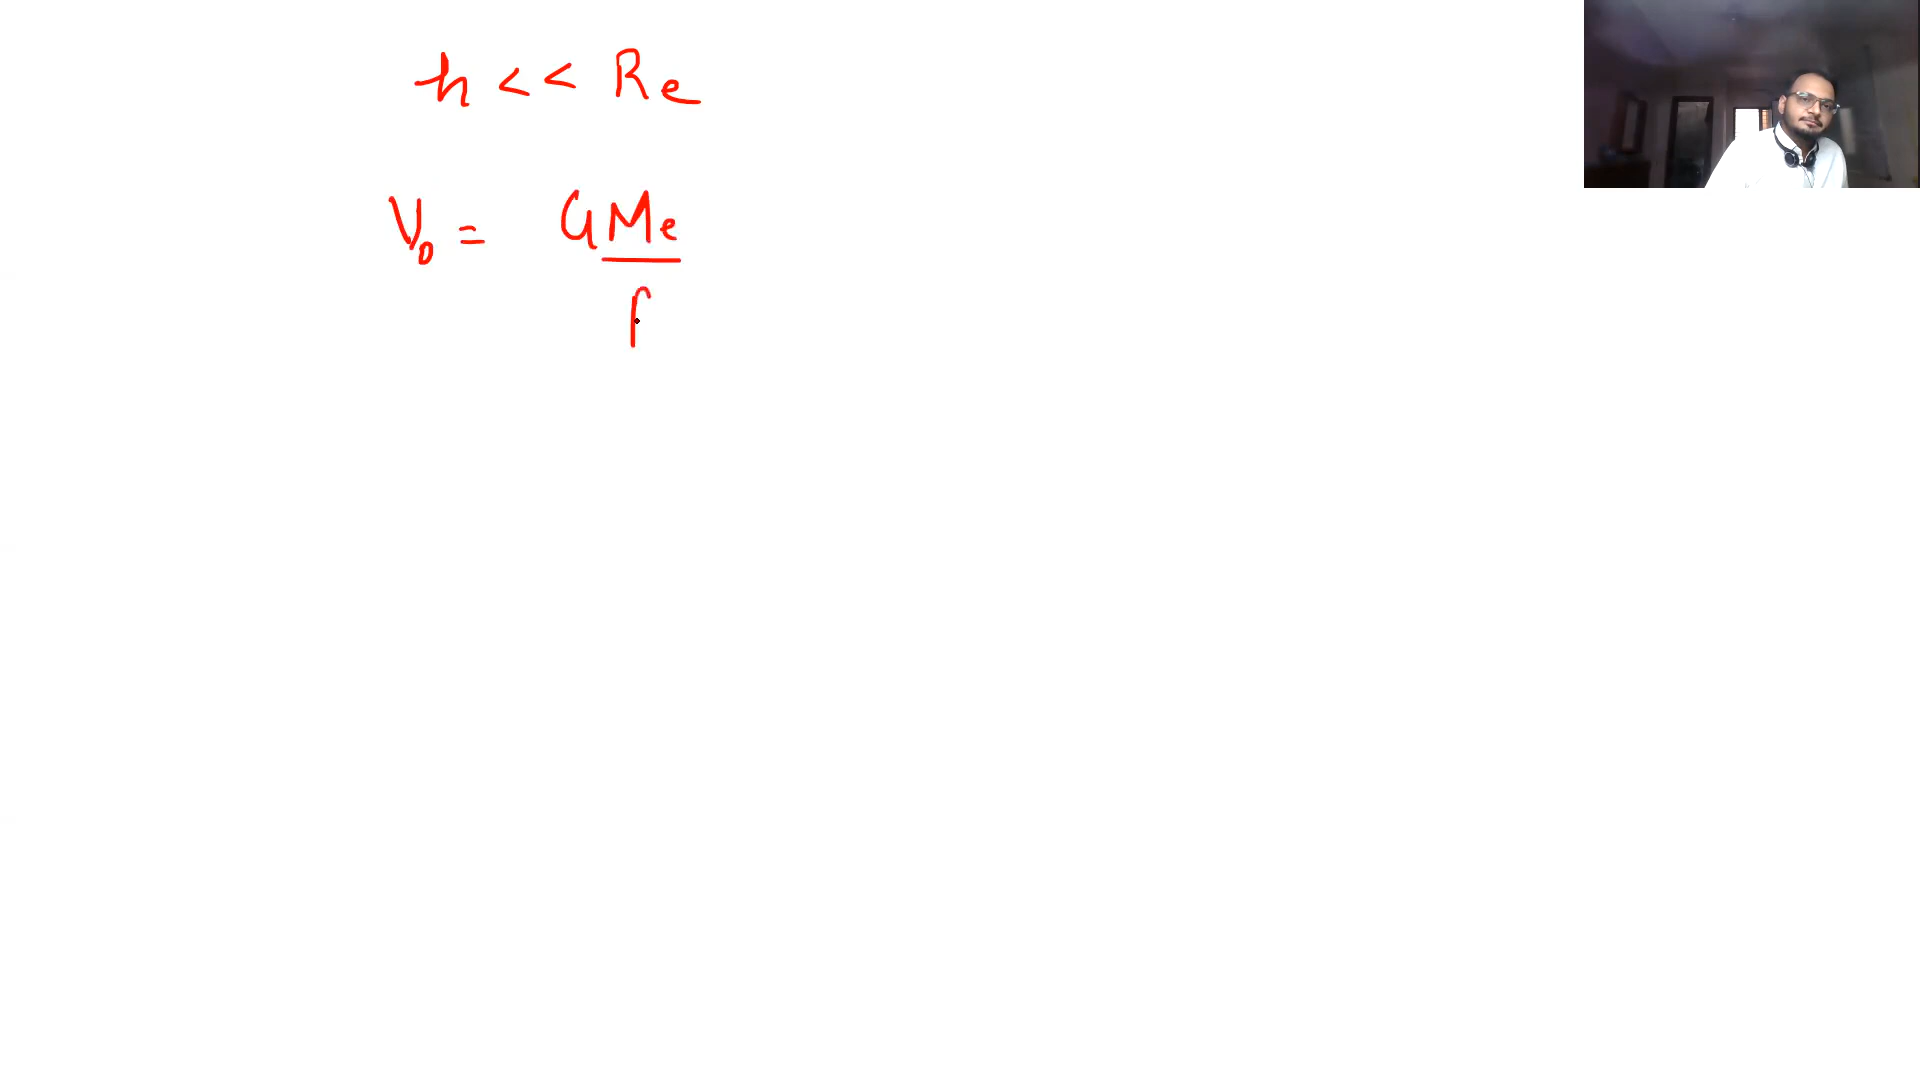 h << Re
V₀ = GMe
r